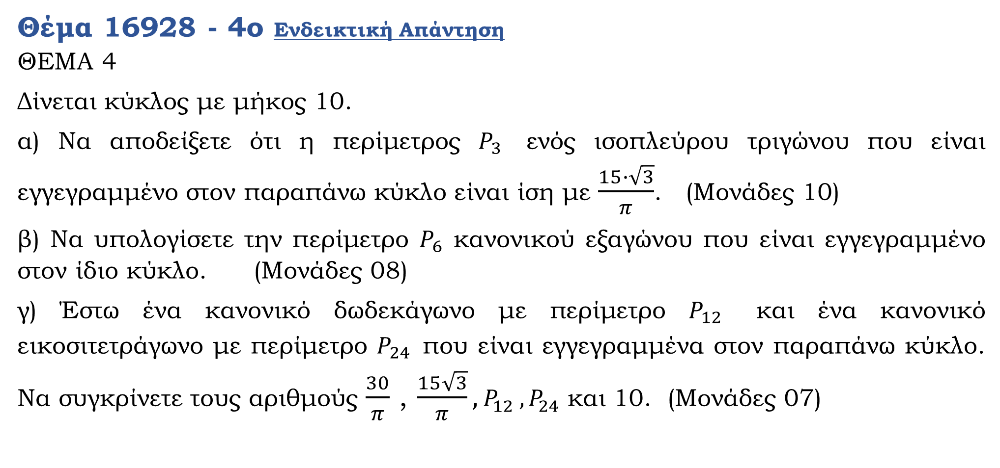 Θέμα 16928 - 4ο Ενδεικτική Απάντηση
ΘΕΜΑ 4
Δίνεται κύκλος με μήκος 10.
α) Να αποδείξετε ότι η περίμετρος $P_3$ ενός ισοπλεύρου τριγώνου που είναι
εγγεγραμμένο στον παραπάνω κύκλο είναι ίση με $\frac{15\cdot\sqrt{3}}{\pi}$. (Μονάδες 10)
β) Να υπολογίσετε την περίμετρο $P_6$ κανονικού εξαγώνου που είναι εγγεγραμμένο
στον ίδιο κύκλο. (Μονάδες 08)
γ) Έστω ένα κανονικό δωδεκάγωνο με περίμετρο $P_{12}$ και ένα κανονικό
εικοσιτετράγωνο με περίμετρο $P_{24}$ που είναι εγγεγραμμένα στον παραπάνω κύκλο.
Να συγκρίνετε τους αριθμούς $\frac{30}{\pi}$ , $\frac{15\sqrt{3}}{\pi}$, $P_{12}$ , $P_{24}$ και 10. (Μονάδες 07)